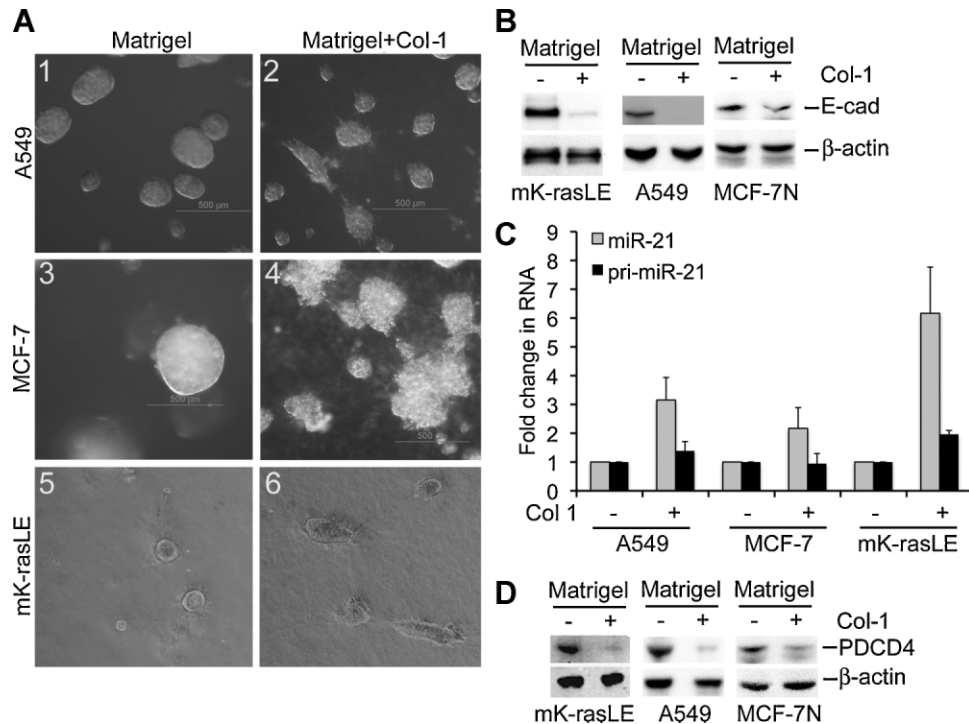 A
Matrigel
Matrigel+Col-1
A549
1
500 µm
2
500 µm
MCF-7
3
500 µm
4
500
mK-rasLE
5
6
B
Matrigel Matrigel Matrigel
- + - + - + Col-1
E-cad
β-actin
mK-rasLE A549 MCF-7N
C
Fold change in RNA
9
8
7
6
5
4
3
2
1
0
miR-21
pri-miR-21
Col 1 - + - + - +
A549 MCF-7 mK-rasLE
D
Matrigel Matrigel Matrigel
- + - + - + Col-1
PDCD4
β-actin
mK-rasLE A549 MCF-7N